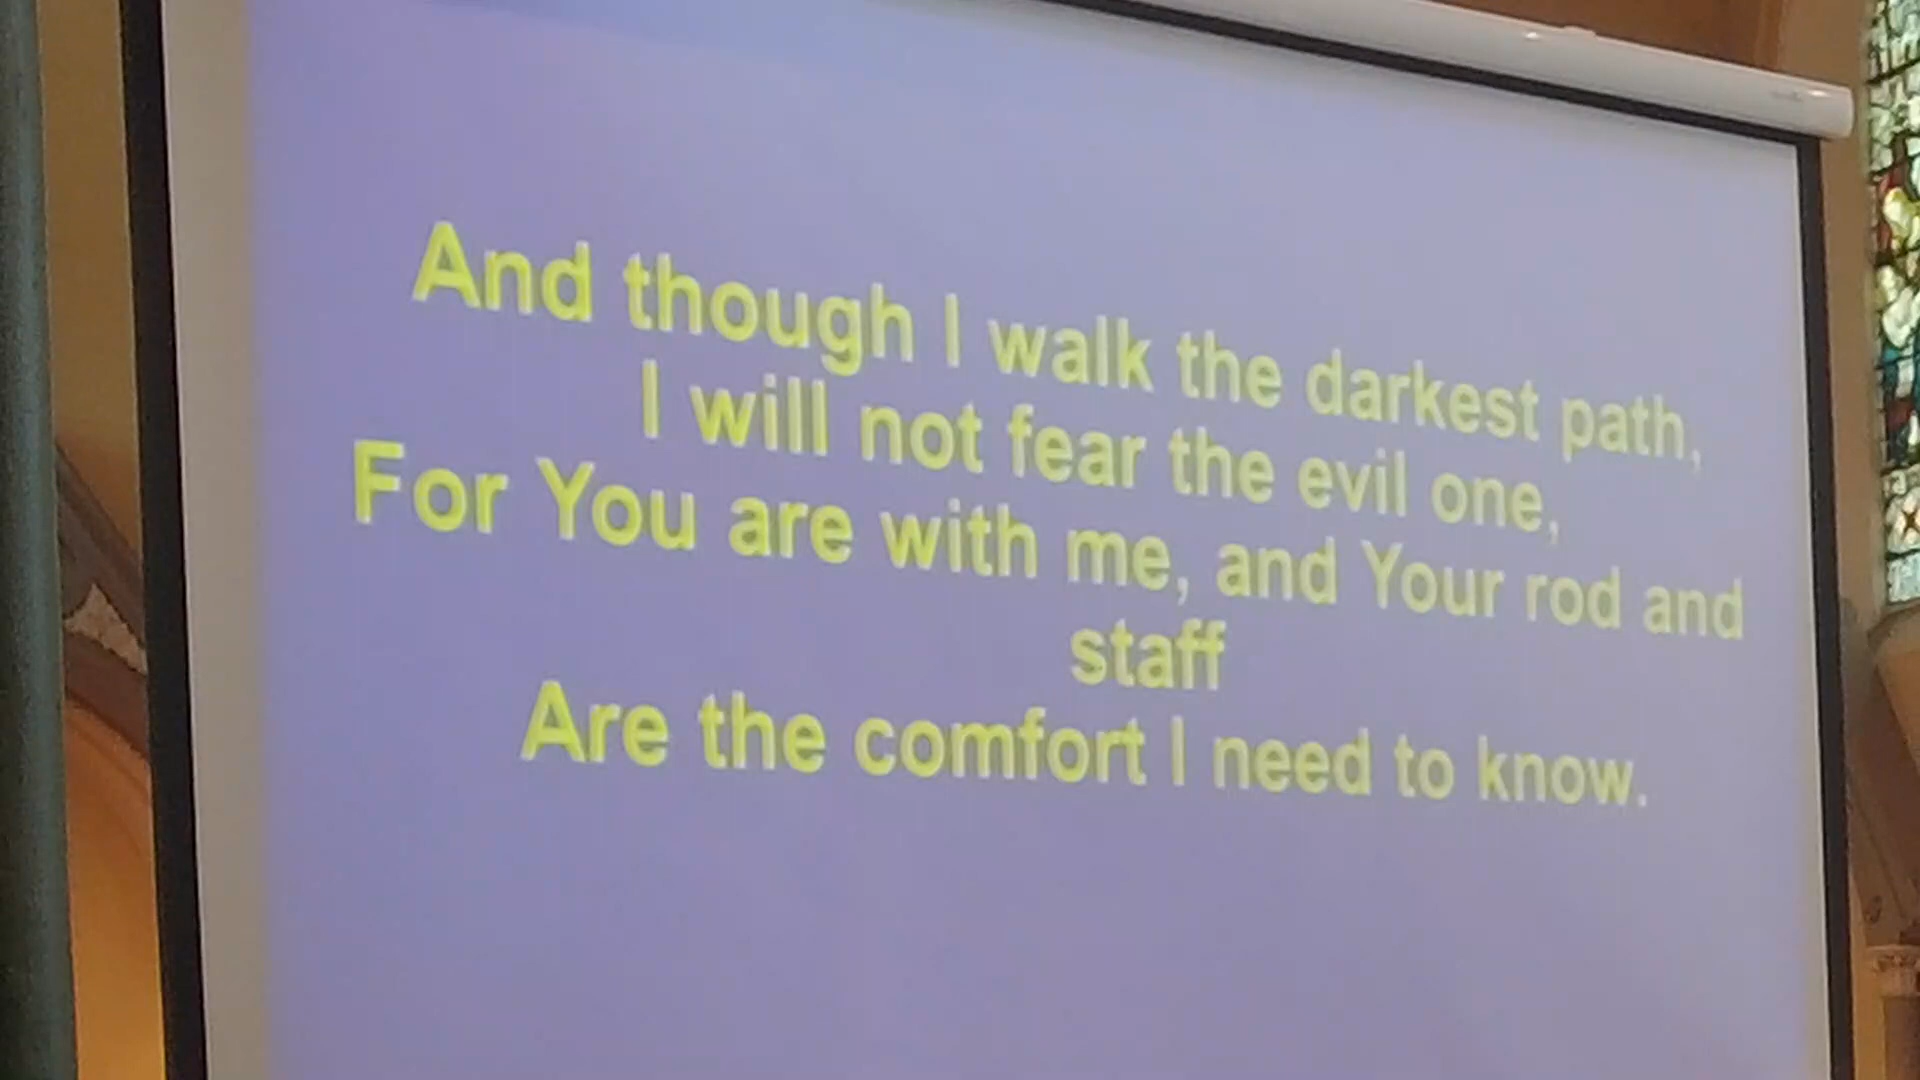 And though I walk the darkest path,
I will not fear the evil one,
For You are with me, and Your rod and
staff
Are the comfort I need to know.